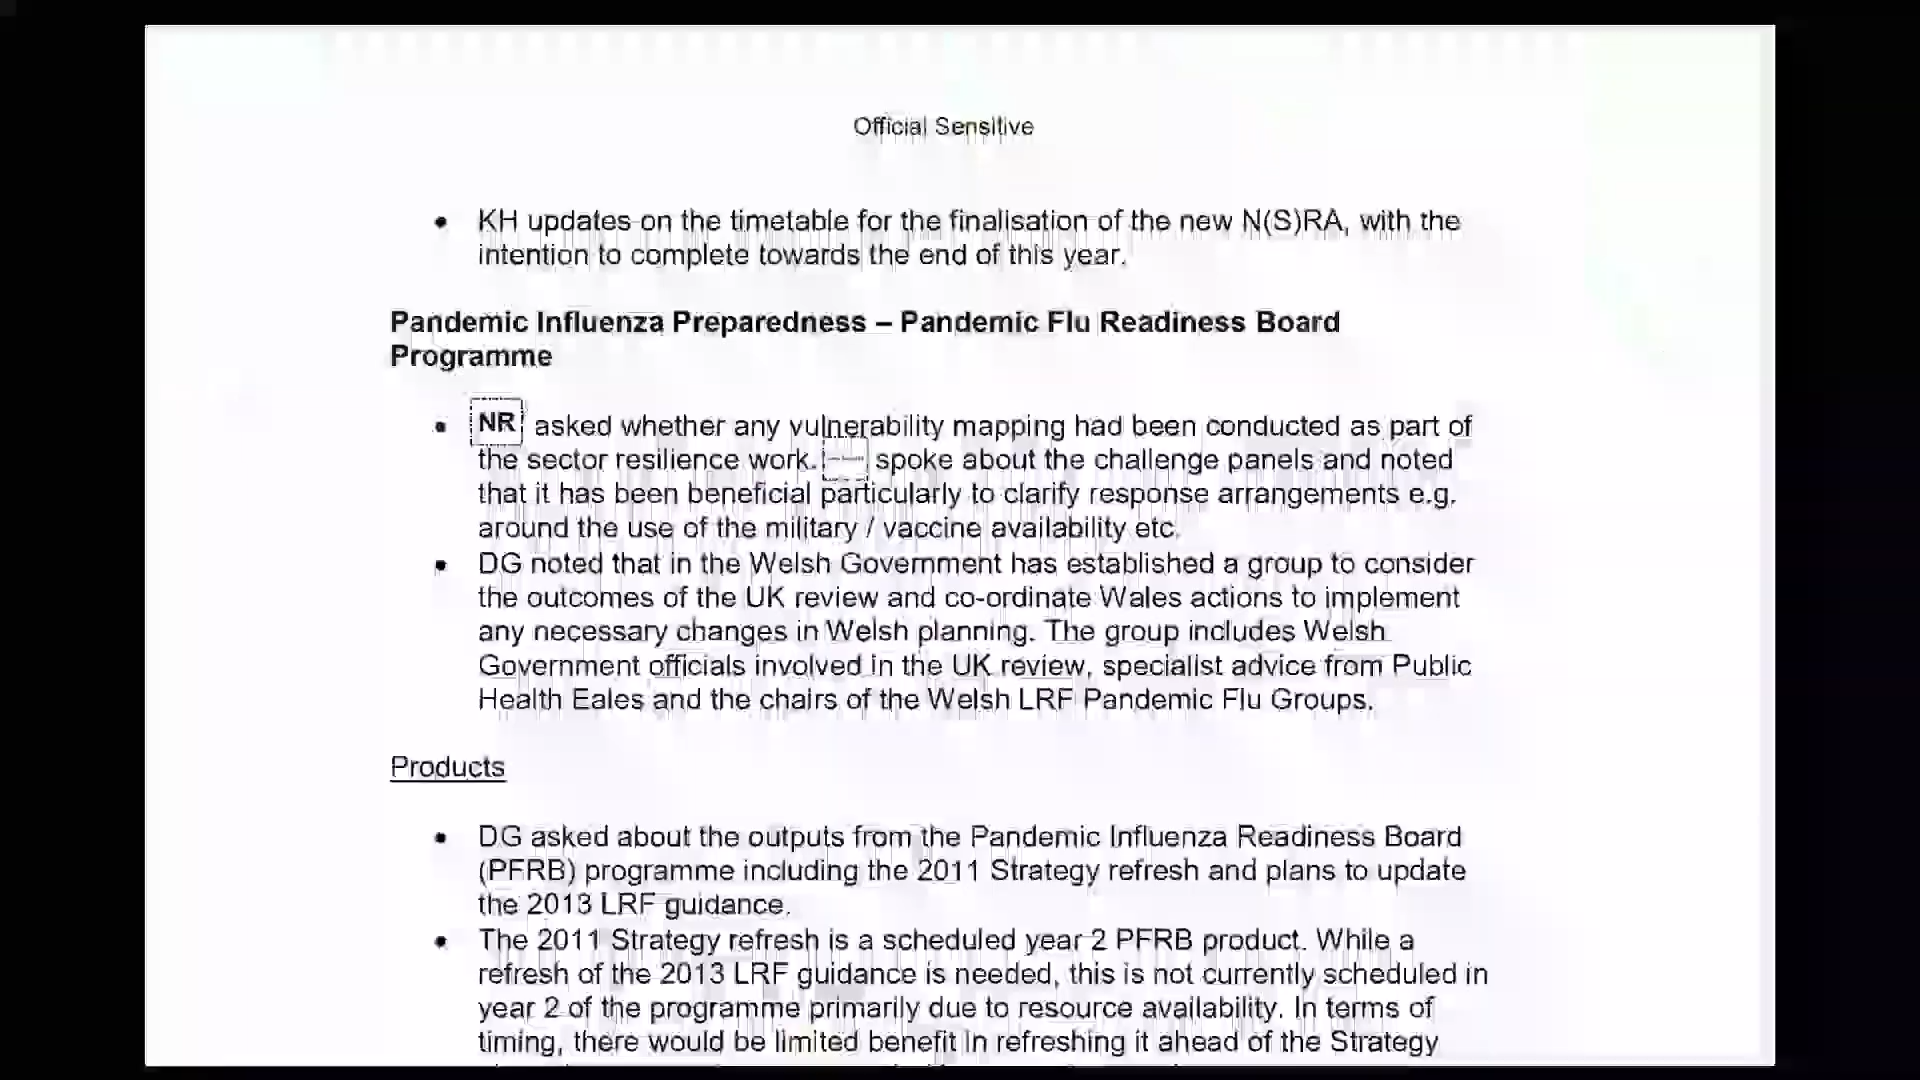 Official Sensitive
• KH updates on the timetable for the finalisation of the new N(S)RA, with the
intention to complete towards the end of this year.
Pandemic Influenza Preparedness – Pandemic Flu Readiness Board
Programme
• NR asked whether any vulnerability mapping had been conducted as part of
the sector resilience work. spoke about the challenge panels and noted
that it has been beneficial particularly to clarify response arrangements e.g.
around the use of the military / vaccine availability etc.
• DG noted that in the Welsh Government has established a group to consider
the outcomes of the UK review and co-ordinate Wales actions to implement
any necessary changes in Welsh planning. The group includes Welsh
Government officials involved in the UK review, specialist advice from Public
Health Eales and the chairs of the Welsh LRF Pandemic Flu Groups.
Products
• DG asked about the outputs from the Pandemic Influenza Readiness Board
(PFRB) programme including the 2011 Strategy refresh and plans to update
the 2013 LRF guidance.
• The 2011 Strategy refresh is a scheduled year 2 PFRB product. While a
refresh of the 2013 LRF guidance is needed, this is not currently scheduled in
year 2 of the programme primarily due to resource availability. In terms of
timing, there would be limited benefit in refreshing it ahead of the Strategy